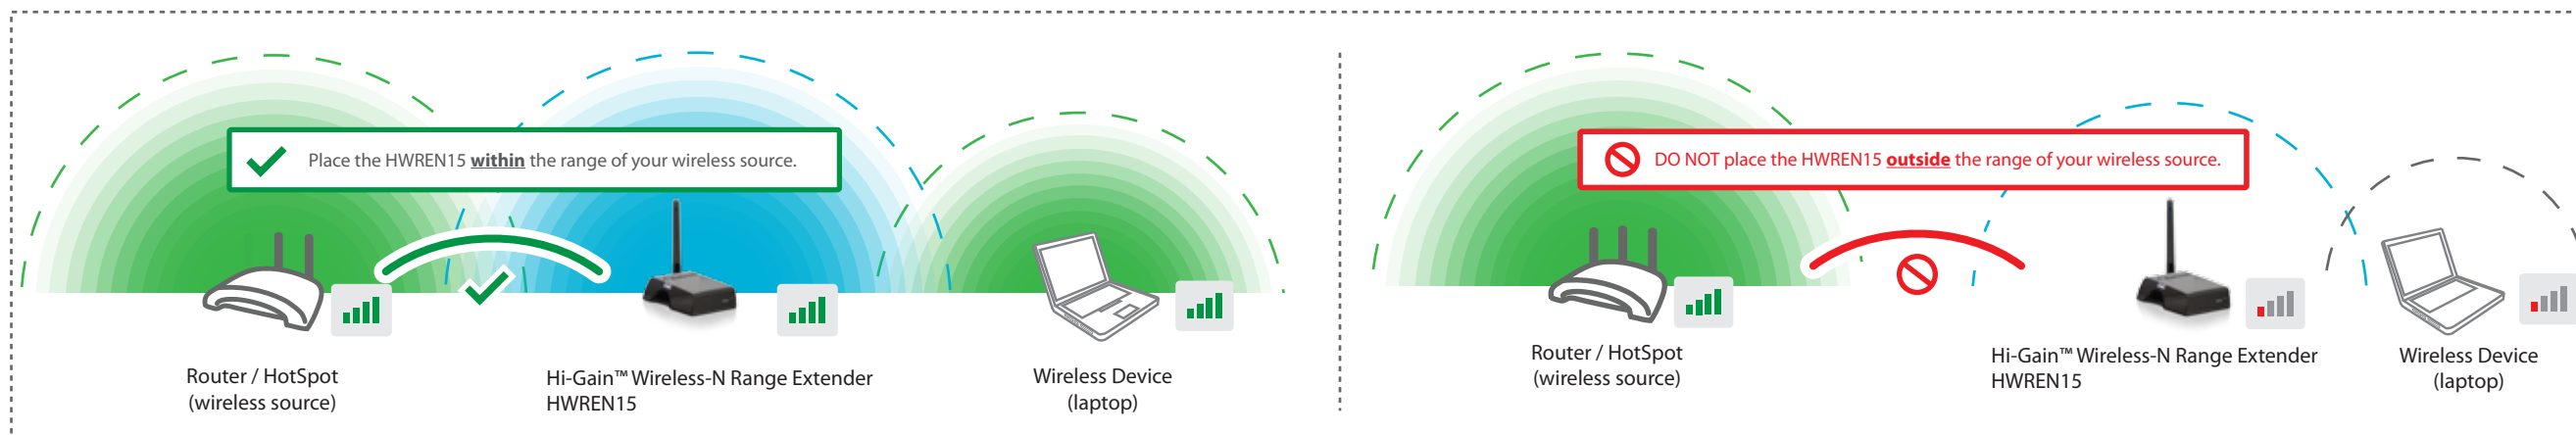 Place the HWREN15 within the range of your wireless source.
Router / HotSpot
(wireless source)
Hi-Gain™ Wireless-N Range Extender
HWREN15
Wireless Device
(laptop)
DO NOT place the HWREN15 outside the range of your wireless source.
Router / HotSpot
(wireless source)
Hi-Gain™ Wireless-N Range Extender
HWREN15
Wireless Device
(laptop)